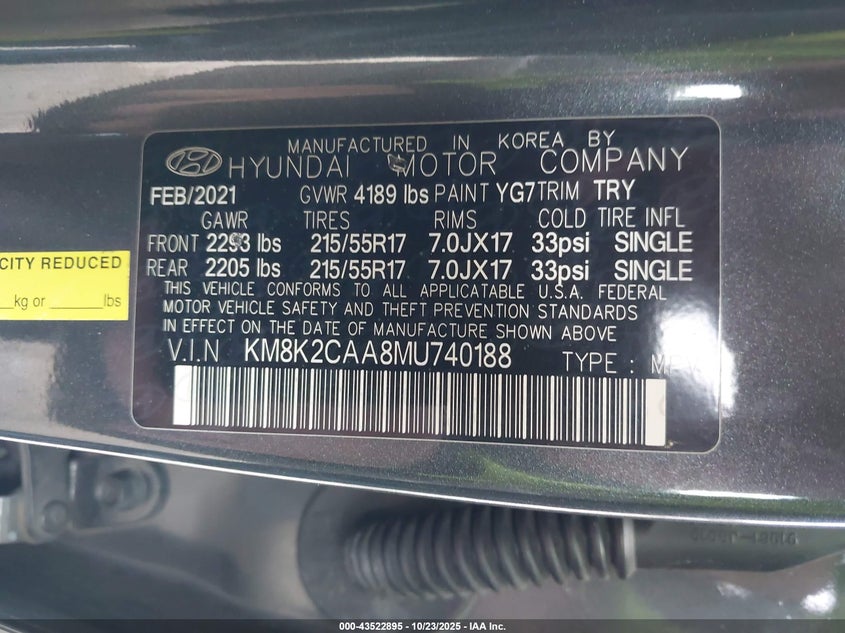 MANUFACTURED IN KOREA BY
HYUNDAI MOTOR COMPANY
FEB/2021 GVWR 4189 lbs PAINT YG7 TRIM TRY
GAWR TIRES RIMS COLD TIRE INFL
FRONT 2293 lbs 215/55R17 7.0JX17 33psi SINGLE
REAR 2205 lbs 215/55R17 7.0JX17 33psi SINGLE
THIS VEHICLE CONFORMS TO ALL APPLICATABLE U.S.A. FEDERAL
MOTOR VEHICLE SAFETY AND THEFT PREVENTION STANDARDS
IN EFFECT ON THE DATE OF MANUFACTURE SHOWN ABOVE
V.I.N KM8K2CAA8MU740188 TYPE :
CITY REDUCED
kg or lbs
000-43522895 - 10/23/2025 - IAA Inc.